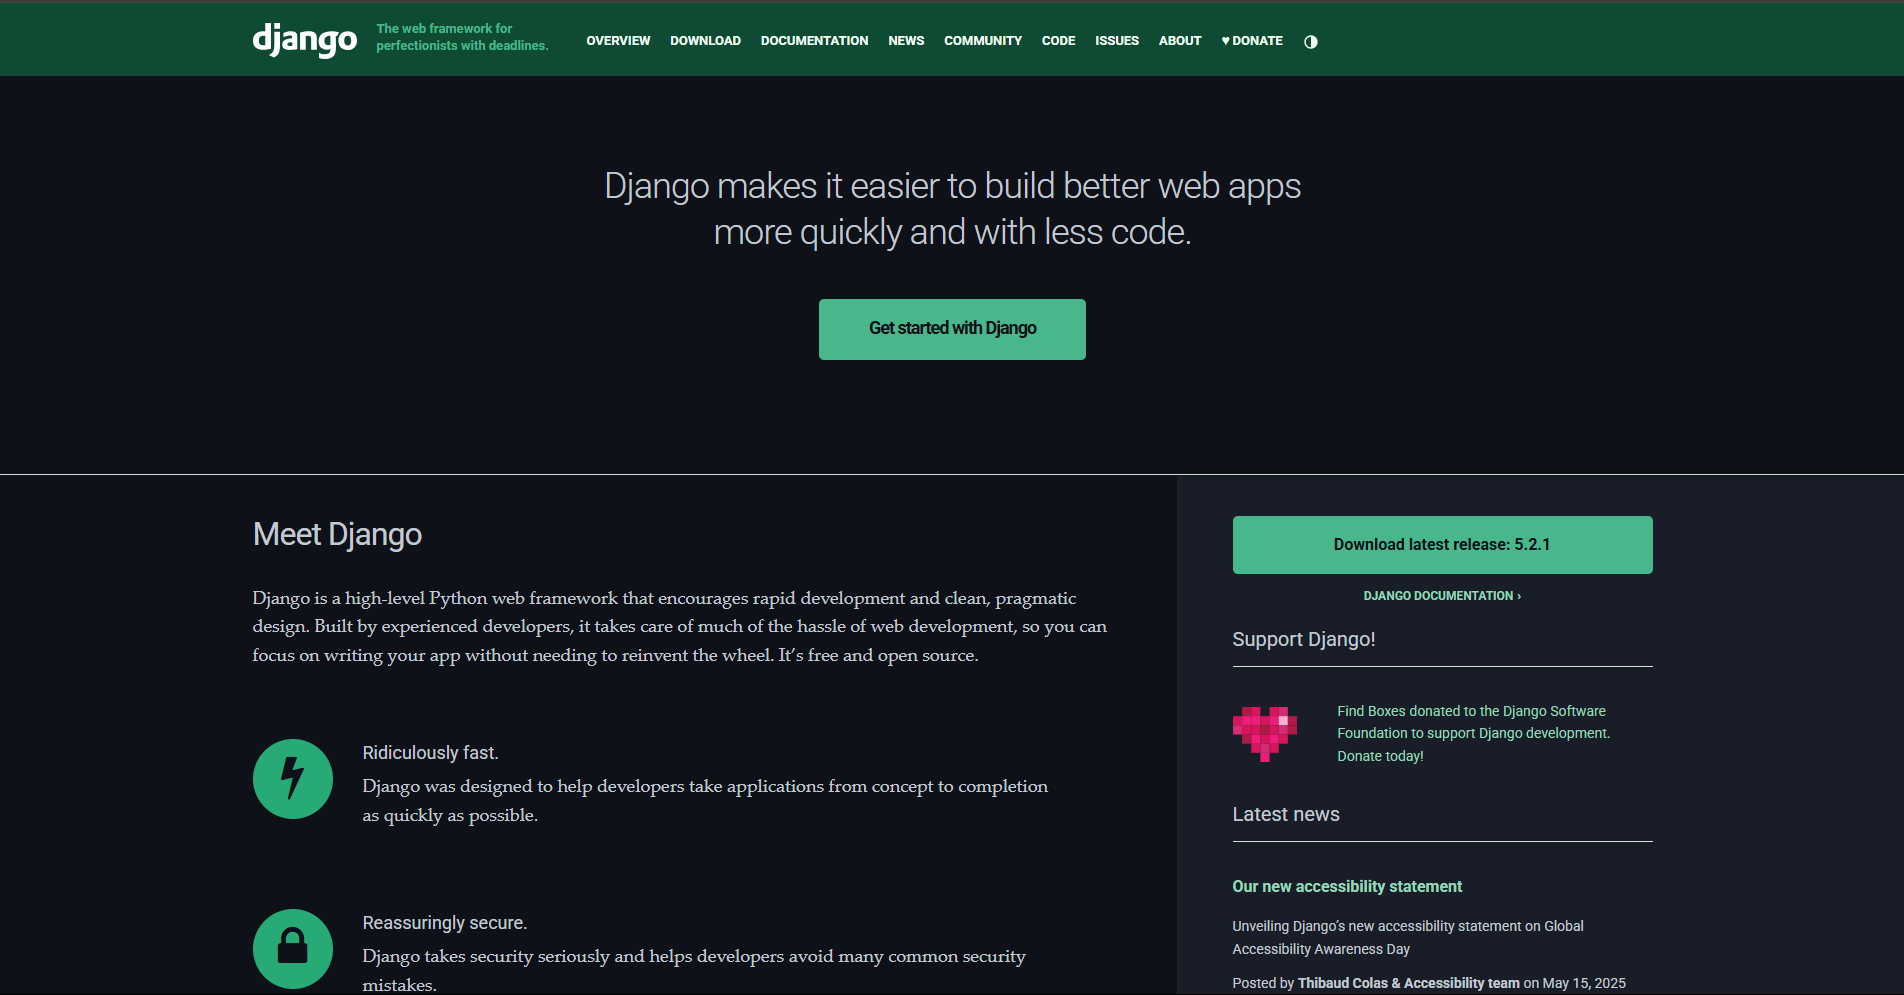 django
The web framework for
perfectionists with deadlines.
OVERVIEW DOWNLOAD DOCUMENTATION NEWS COMMUNITY CODE ISSUES ABOUT ♥ DONATE
Django makes it easier to build better web apps
more quickly and with less code.
Get started with Django
Meet Django
Django is a high-level Python web framework that encourages rapid development and clean, pragmatic
design. Built by experienced developers, it takes care of much of the hassle of web development, so you can
focus on writing your app without needing to reinvent the wheel. It’s free and open source.
Ridiculously fast.
Django was designed to help developers take applications from concept to completion
as quickly as possible.
Reassuringly secure.
Django takes security seriously and helps developers avoid many common security
mistakes.
Download latest release: 5.2.1
DJANGO DOCUMENTATION ›
Support Django!
Find Boxes donated to the Django Software
Foundation to support Django development.
Donate today!
Latest news
Our new accessibility statement
Unveiling Django’s new accessibility statement on Global
Accessibility Awareness Day
Posted by Thibaud Colas & Accessibility team on May 15, 2025